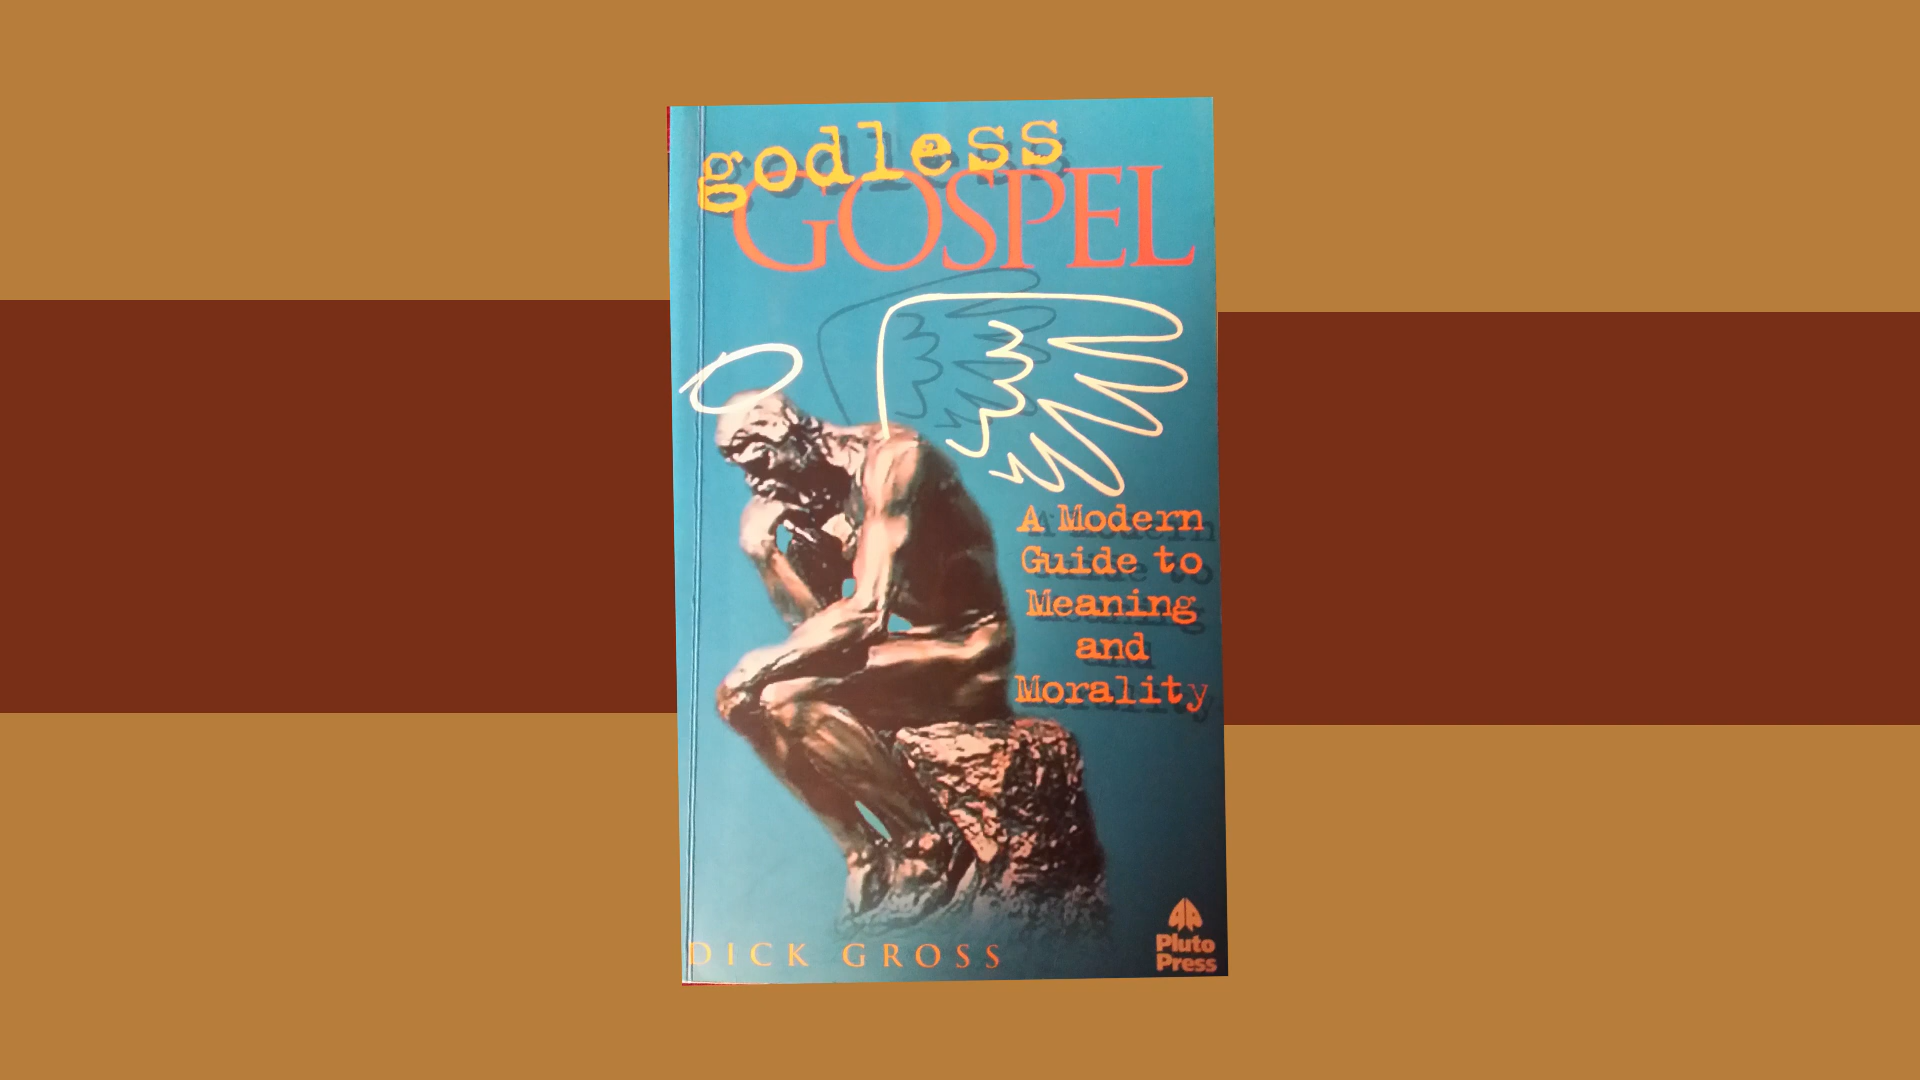 godless
GOSPEL
A Modern
Guide to
Meaning
and
Morality
DICK GROSS
Pluto
Press